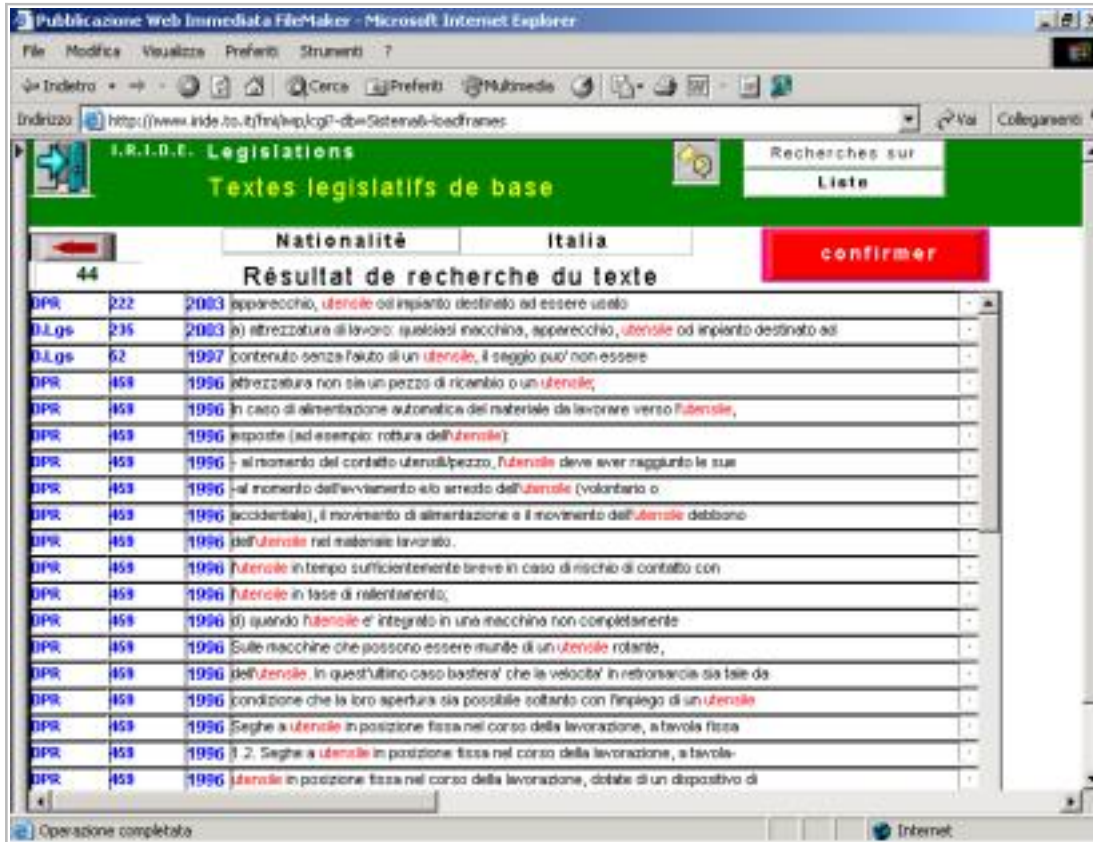 Pubblicazione Web Immediata FileMaker - Microsoft Internet Explorer
File Modifica Visualizza Preferiti Strumenti ?
Indietro Cerca Preferiti Multimedia
Indirizzo http://www.iride.to.it/fmi/iwp/cgi?-db=Sistema&-loadframes Vai Collegamenti
I.R.I.D.E. Legislations Recherches sur
Textes legislatifs de base Liste
Nationalité Italia confirmer
44 Résultat de recherche du texte
DPR 222 2003 apparecchio, utensile od impianto destinato ad essere usato
D.Lgs 235 2003 a) attrezzatura di lavoro: qualsiasi macchina, apparecchio, utensile od impianto destinato ad
D.Lgs 52 1997 contenuto senza l'aiuto di un utensile, il saggio puo' non essere
DPR 459 1996 attrezzatura non sia un pezzo di ricambio o un utensile;
DPR 459 1996 In caso di alimentazione automatica del materiale da lavorare verso l'utensile,
DPR 459 1996 esposte (ad esempio: rottura dell'utensile)
DPR 459 1996 - al momento del contatto utensili/pezzo, l'utensile deve aver raggiunto le sue
DPR 459 1996 -al momento dell'avviamento e/o arresto dell'utensile (volontario o
DPR 459 1996 accidentale), il movimento di alimentazione e il movimento dell'utensile debbono
DPR 459 1996 dell'utensile nel materiale lavorato.
DPR 459 1996 l'utensile in tempo sufficientemente breve in caso di rischio di contatto con
DPR 459 1996 l'utensile in fase di rallentamento;
DPR 459 1996 d) quando l'utensile e' integrato in una macchina non completamente
DPR 459 1996 Sulle macchine che possono essere munite di un utensile rotante,
DPR 459 1996 dell'utensile. In quest'ultimo caso bastera' che la velocita' in retromarcia sia tale da
DPR 459 1996 condizione che la loro apertura sia possibile soltanto con l'impiego di un utensile
DPR 459 1996 Seghe a utensile in posizione fissa nel corso della lavorazione, a tavola fissa
DPR 459 1996 1.2. Seghe a utensile in posizione fissa nel corso della lavorazione, a tavola-
DPR 459 1996 utensile in posizione fissa nel corso della lavorazione, dotate di un dispositivo di
Operazione completata Internet